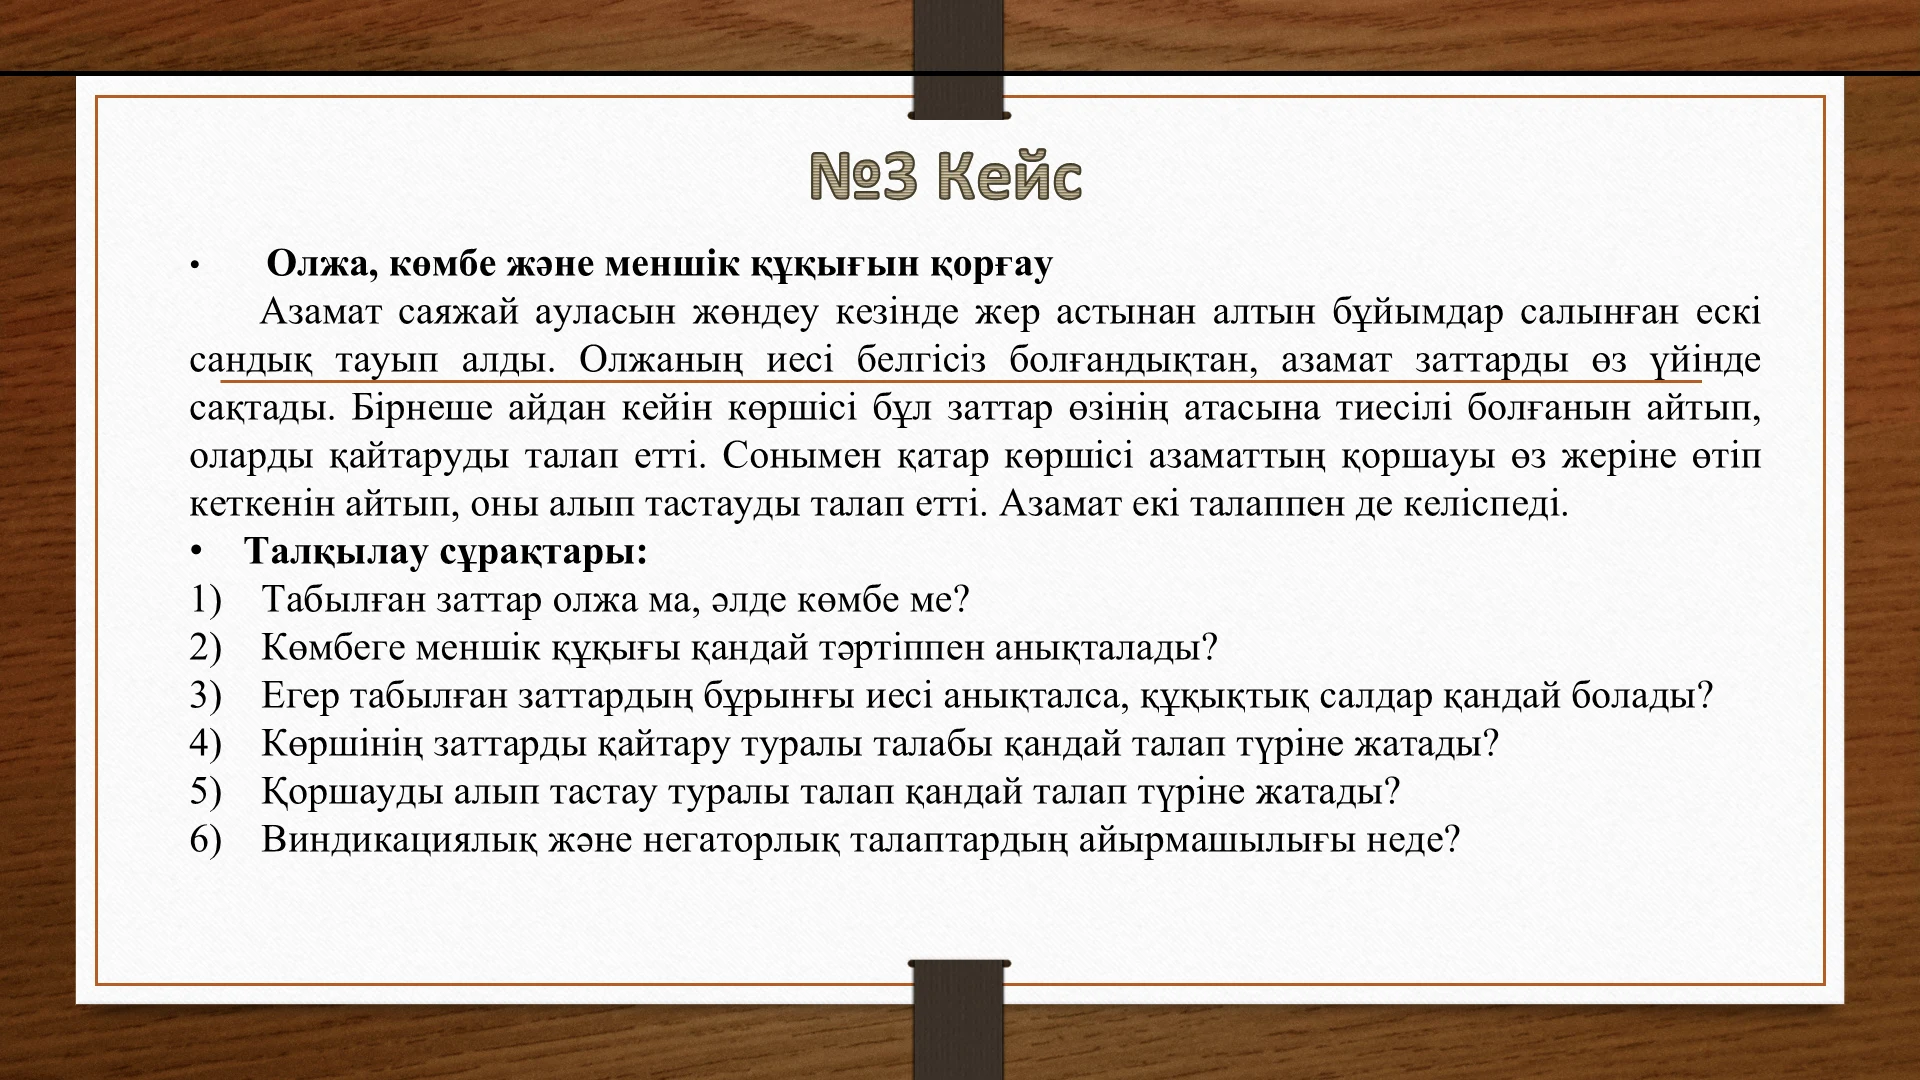 №3 Кейс
• Олжа, көмбе және меншік құқығын қорғау
Азамат саяжай ауласын жөндеу кезінде жер астынан алтын бұйымдар салынған ескі
сандық тауып алды. Олжаның иесі белгісіз болғандықтан, азамат заттарды өз үйінде
сақтады. Бірнеше айдан кейін көршісі бұл заттар өзінің атасына тиесілі болғанын айтып,
оларды қайтаруды талап етті. Сонымен қатар көршісі азаматтың қоршауы өз жеріне өтіп
кеткенін айтып, оны алып тастауды талап етті. Азамат екі талаппен де келіспеді.
• Талқылау сұрақтары:
1) Табылған заттар олжа ма, әлде көмбе ме?
2) Көмбеге меншік құқығы қандай тәртіппен анықталады?
3) Егер табылған заттардың бұрынғы иесі анықталса, құқықтық салдар қандай болады?
4) Көршінің заттарды қайтару туралы талабы қандай талап түріне жатады?
5) Қоршауды алып тастау туралы талап қандай талап түріне жатады?
6) Виндикациялық және негаторлық талаптардың айырмашылығы неде?